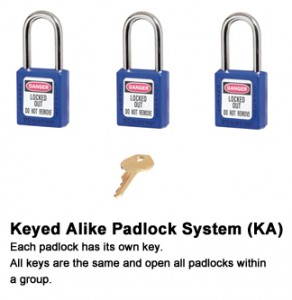 DANGER
LOCKED
OUT
DO NOT REMOVE
DANGER
LOCKED
OUT
DO NOT REMOVE
DANGER
LOCKED
OUT
DO NOT REMOVE
Keyed Alike Padlock System (KA)
Each padlock has its own key.
All keys are the same and open all padlocks within
a group.